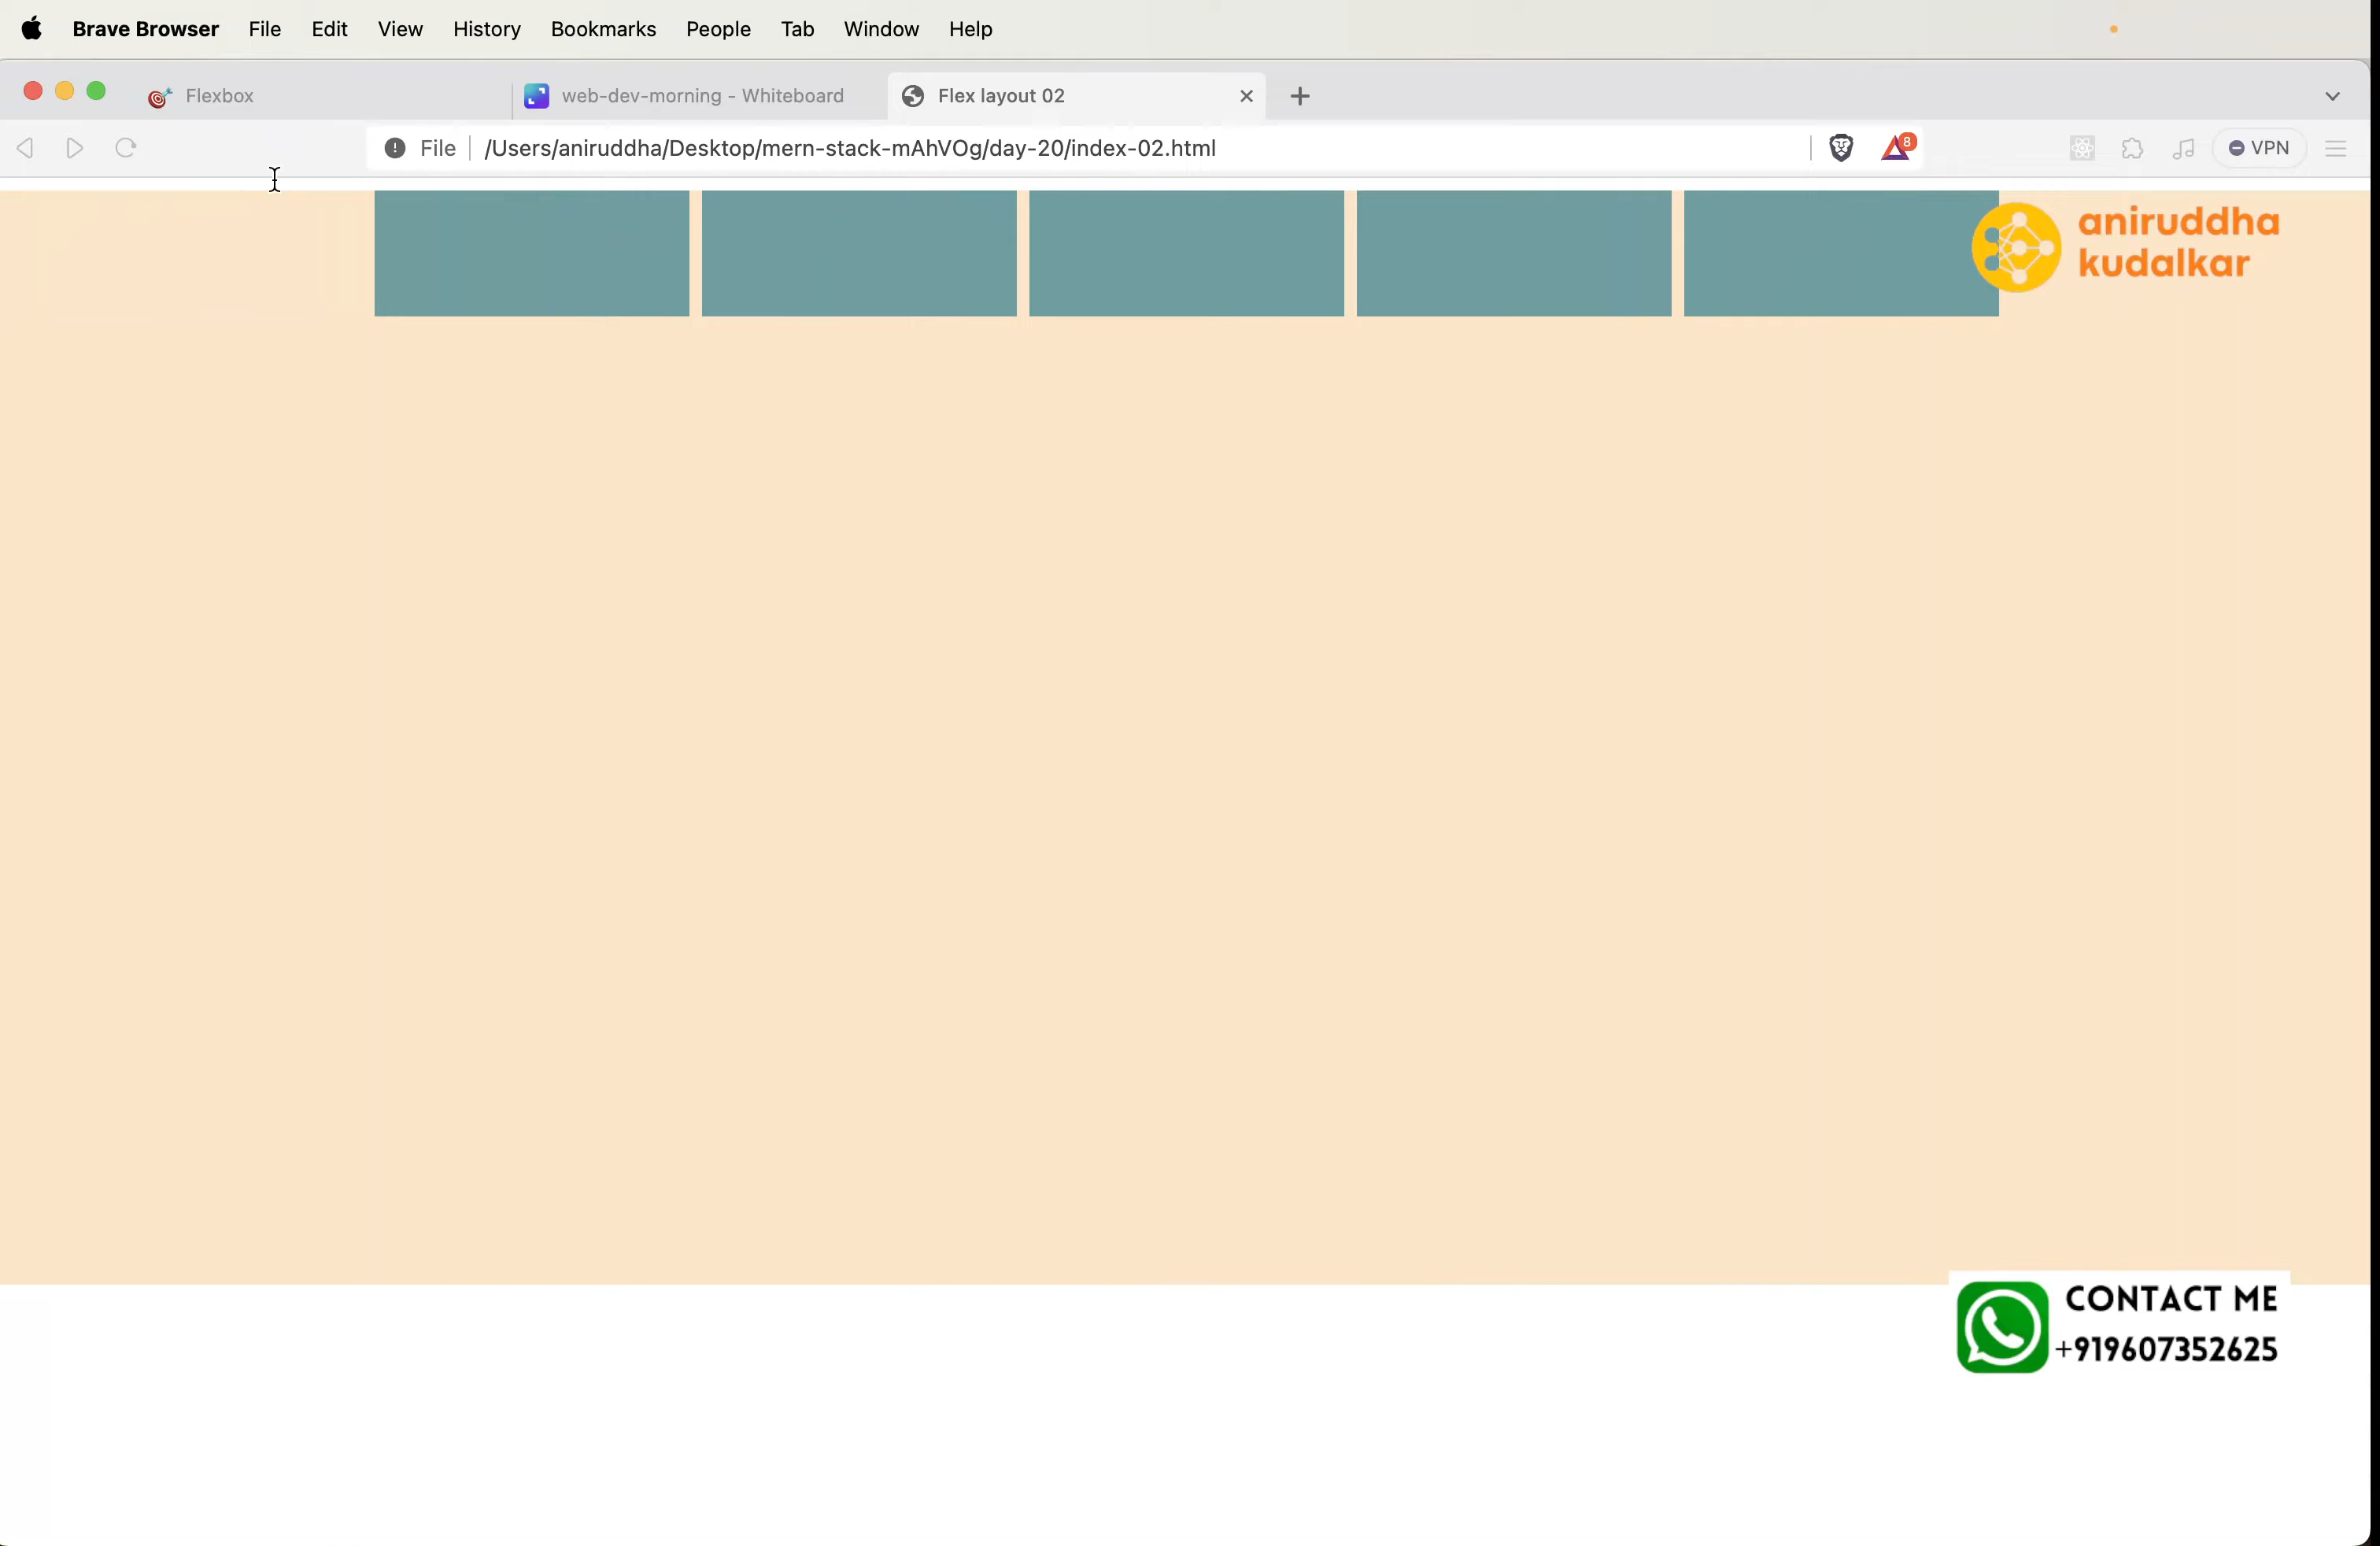 Brave Browser File Edit View History Bookmarks People Tab Window Help
Flexbox web-dev-morning - Whiteboard Flex layout 02
File /Users/aniruddha/Desktop/mern-stack-mAhVOg/day-20/index-02.html 8 VPN
aniruddha
kudalkar
CONTACT ME
+919607352625